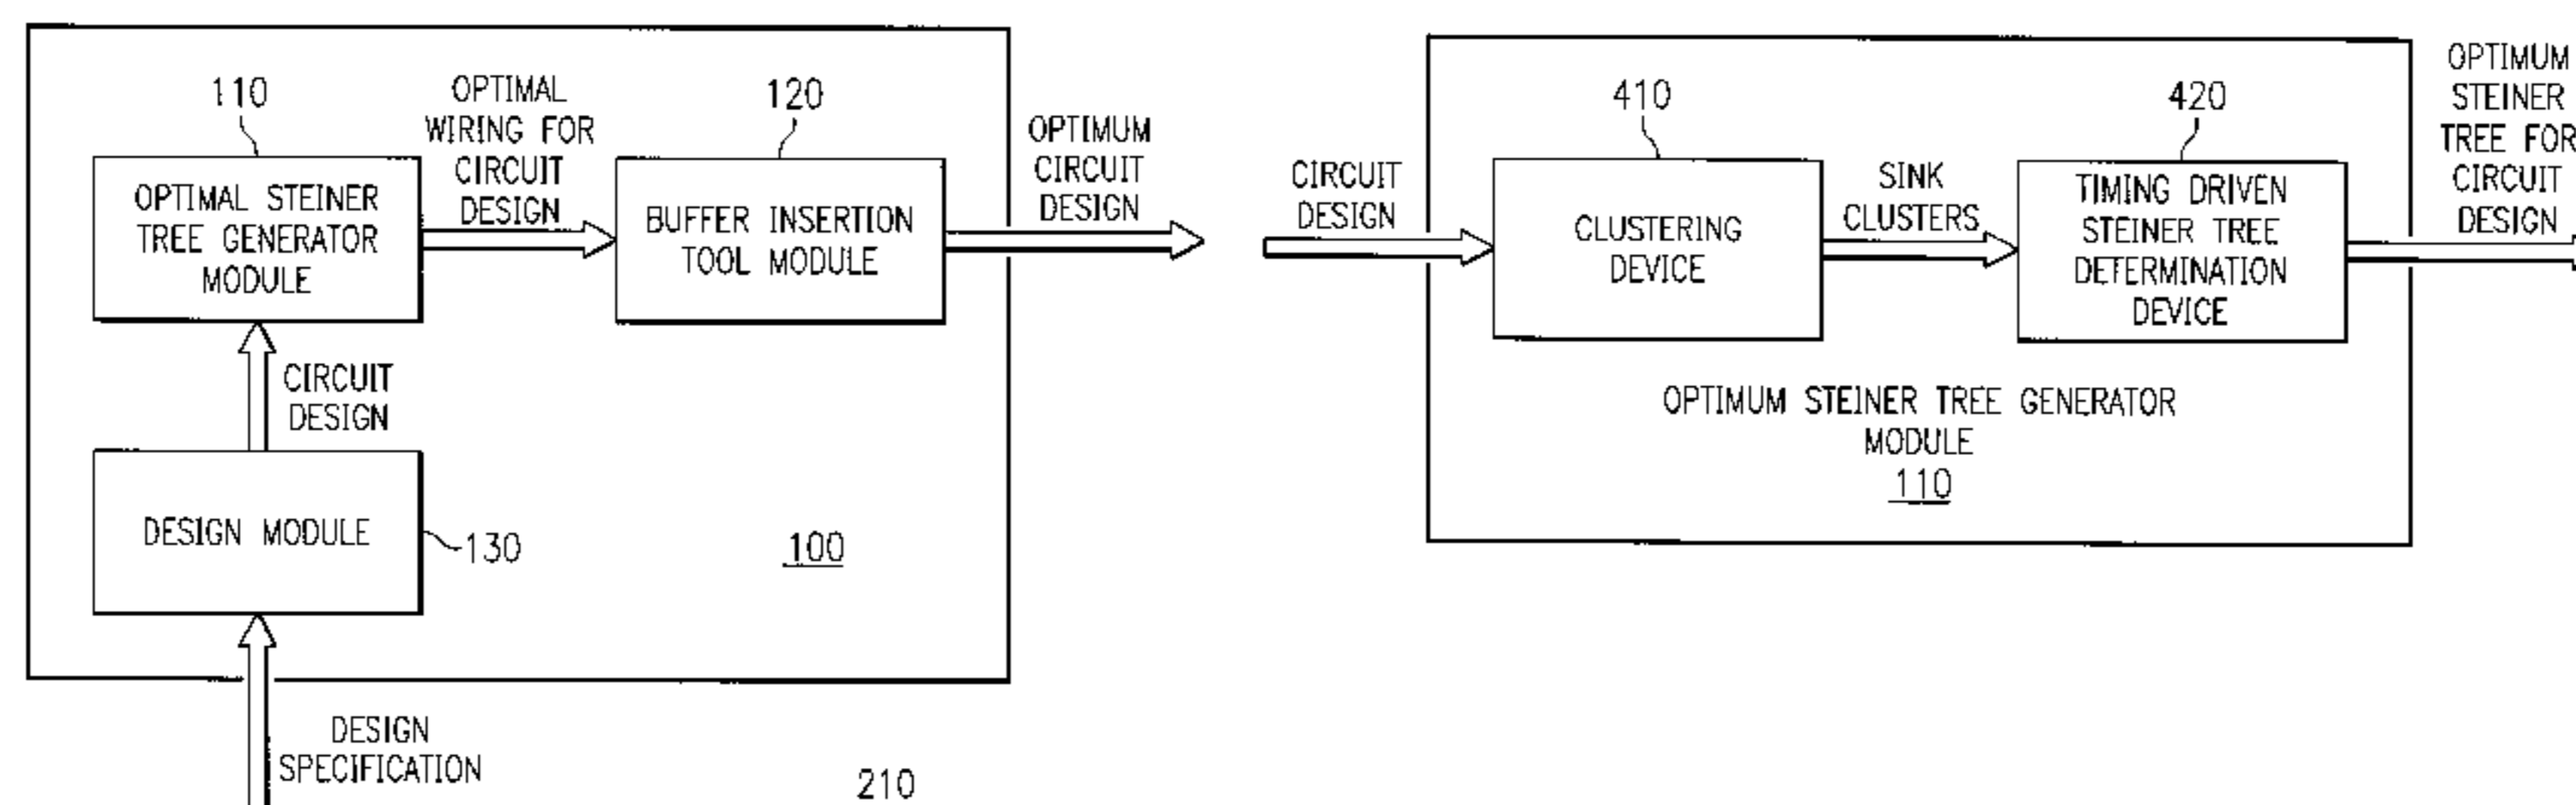 110
OPTIMAL
WIRING FOR
CIRCUIT
DESIGN
120
OPTIMAL STEINER
TREE GENERATOR
MODULE
BUFFER INSERTION
TOOL MODULE
OPTIMUM
CIRCUIT
DESIGN
CIRCUIT
DESIGN
DESIGN MODULE
130
100
DESIGN
SPECIFICATION
210
CIRCUIT
DESIGN
410
CLUSTERING
DEVICE
SINK
CLUSTERS
420
TIMING DRIVEN
STEINER TREE
DETERMINATION
DEVICE
OPTIMUM STEINER TREE GENERATOR
MODULE
110
OPTIMUM
STEINER
TREE FOR
CIRCUIT
DESIGN